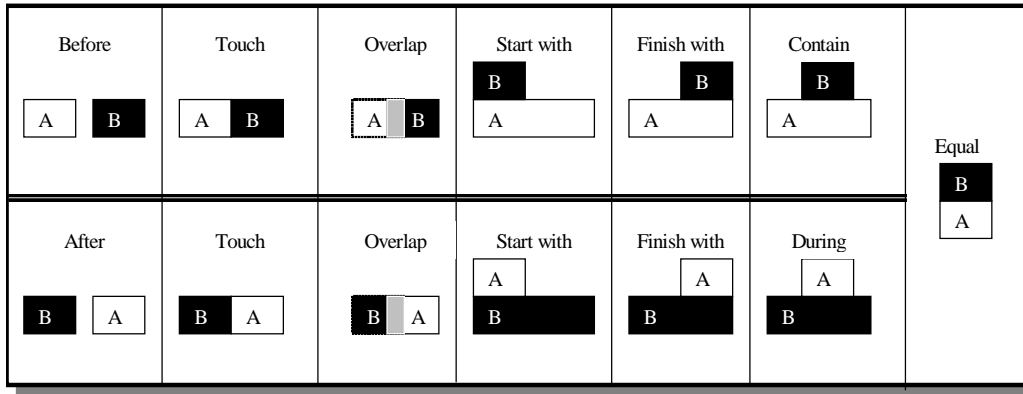 Before Touch Overlap Start with Finish with Contain
B B B
A B A B A B A A A
Equal
B
A
After Touch Overlap Start with Finish with During
A A A
B A B A B A B B B